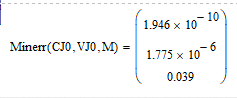 1.946 × 10⁻¹⁰
Minerr(CJ0,VJ0,M) = 1.775 × 10⁻⁶
0.039